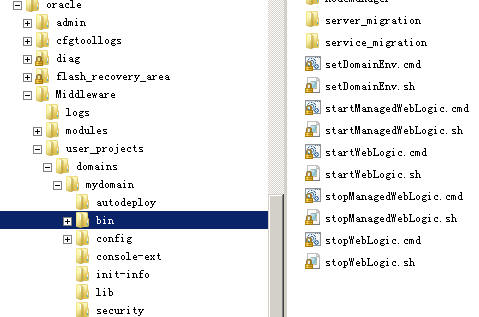 oracle
admin
cfgtoollogs
diag
flash_recovery_area
Middleware
logs
modules
user_projects
domains
mydomain
autodeploy
bin
config
console-ext
init-info
lib
security
server_migration
service_migration
setDomainEnv.cmd
setDomainEnv.sh
startManagedWebLogic.cmd
startManagedWebLogic.sh
startWebLogic.cmd
startWebLogic.sh
stopManagedWebLogic.cmd
stopManagedWebLogic.sh
stopWebLogic.cmd
stopWebLogic.sh